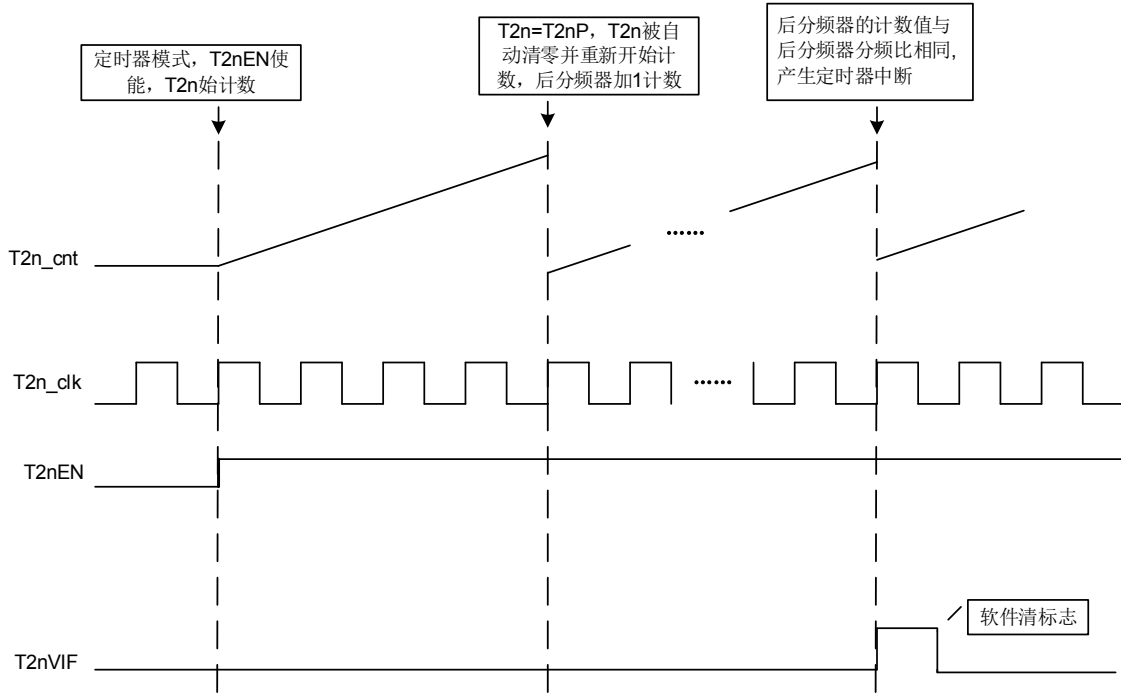 定时器模式，T2nEN使
能，T2n始计数
T2n=T2nP，T2n被自
动清零并重新开始计
数，后分频器加1计数
后分频器的计数值与
后分频器分频比相同,
产生定时器中断
T2n_cnt
......
T2n_clk
......
T2nEN
软件清标志
T2nVIF